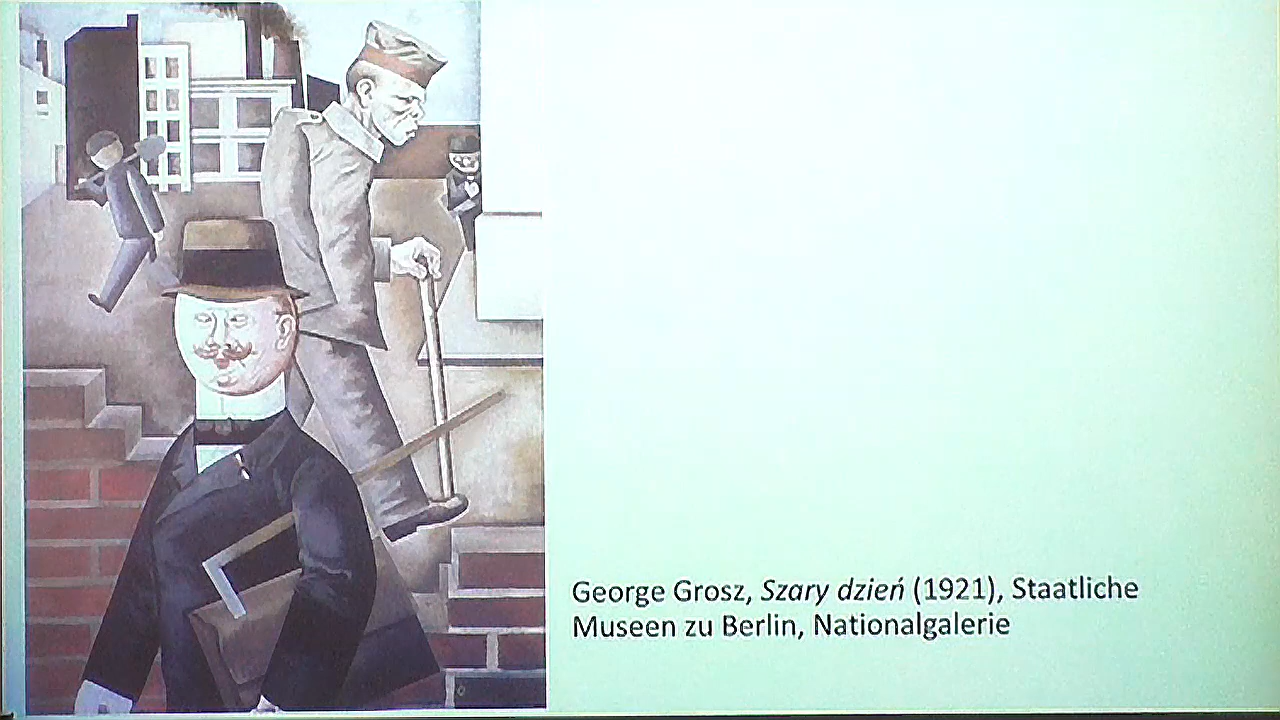 George Grosz, Szary dzień (1921), Staatliche
Museen zu Berlin, Nationalgalerie